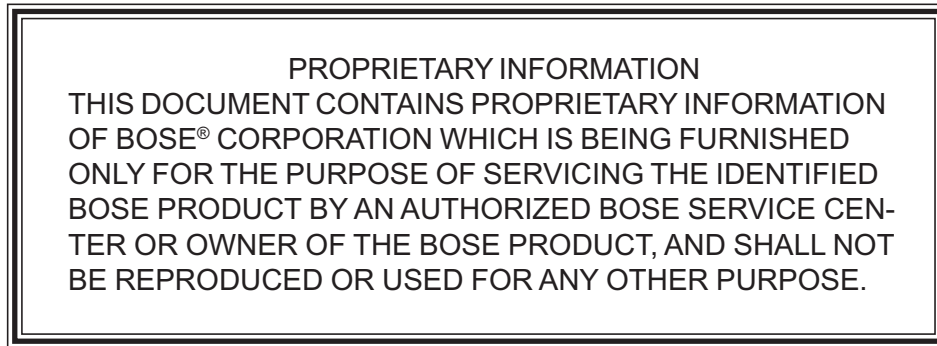 PROPRIETARY INFORMATION
THIS DOCUMENT CONTAINS PROPRIETARY INFORMATION
OF BOSE® CORPORATION WHICH IS BEING FURNISHED
ONLY FOR THE PURPOSE OF SERVICING THE IDENTIFIED
BOSE PRODUCT BY AN AUTHORIZED BOSE SERVICE CEN-
TER OR OWNER OF THE BOSE PRODUCT, AND SHALL NOT
BE REPRODUCED OR USED FOR ANY OTHER PURPOSE.